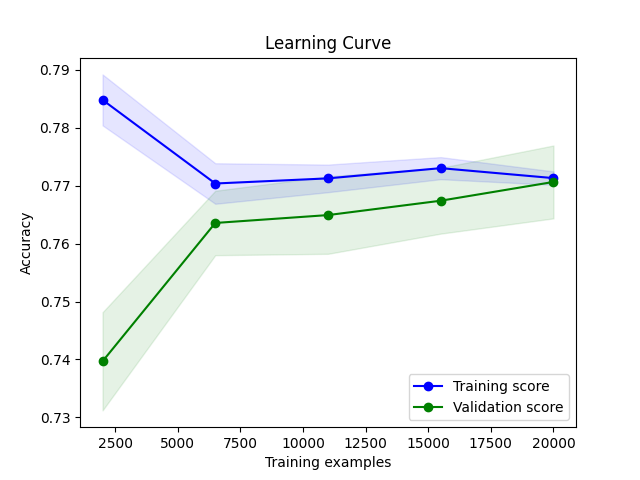 Learning Curve
0.79
0.78
0.77
0.76
0.75
0.74
0.73
Accuracy
Training score
Validation score
2500 5000 7500 10000 12500 15000 17500 20000
Training examples